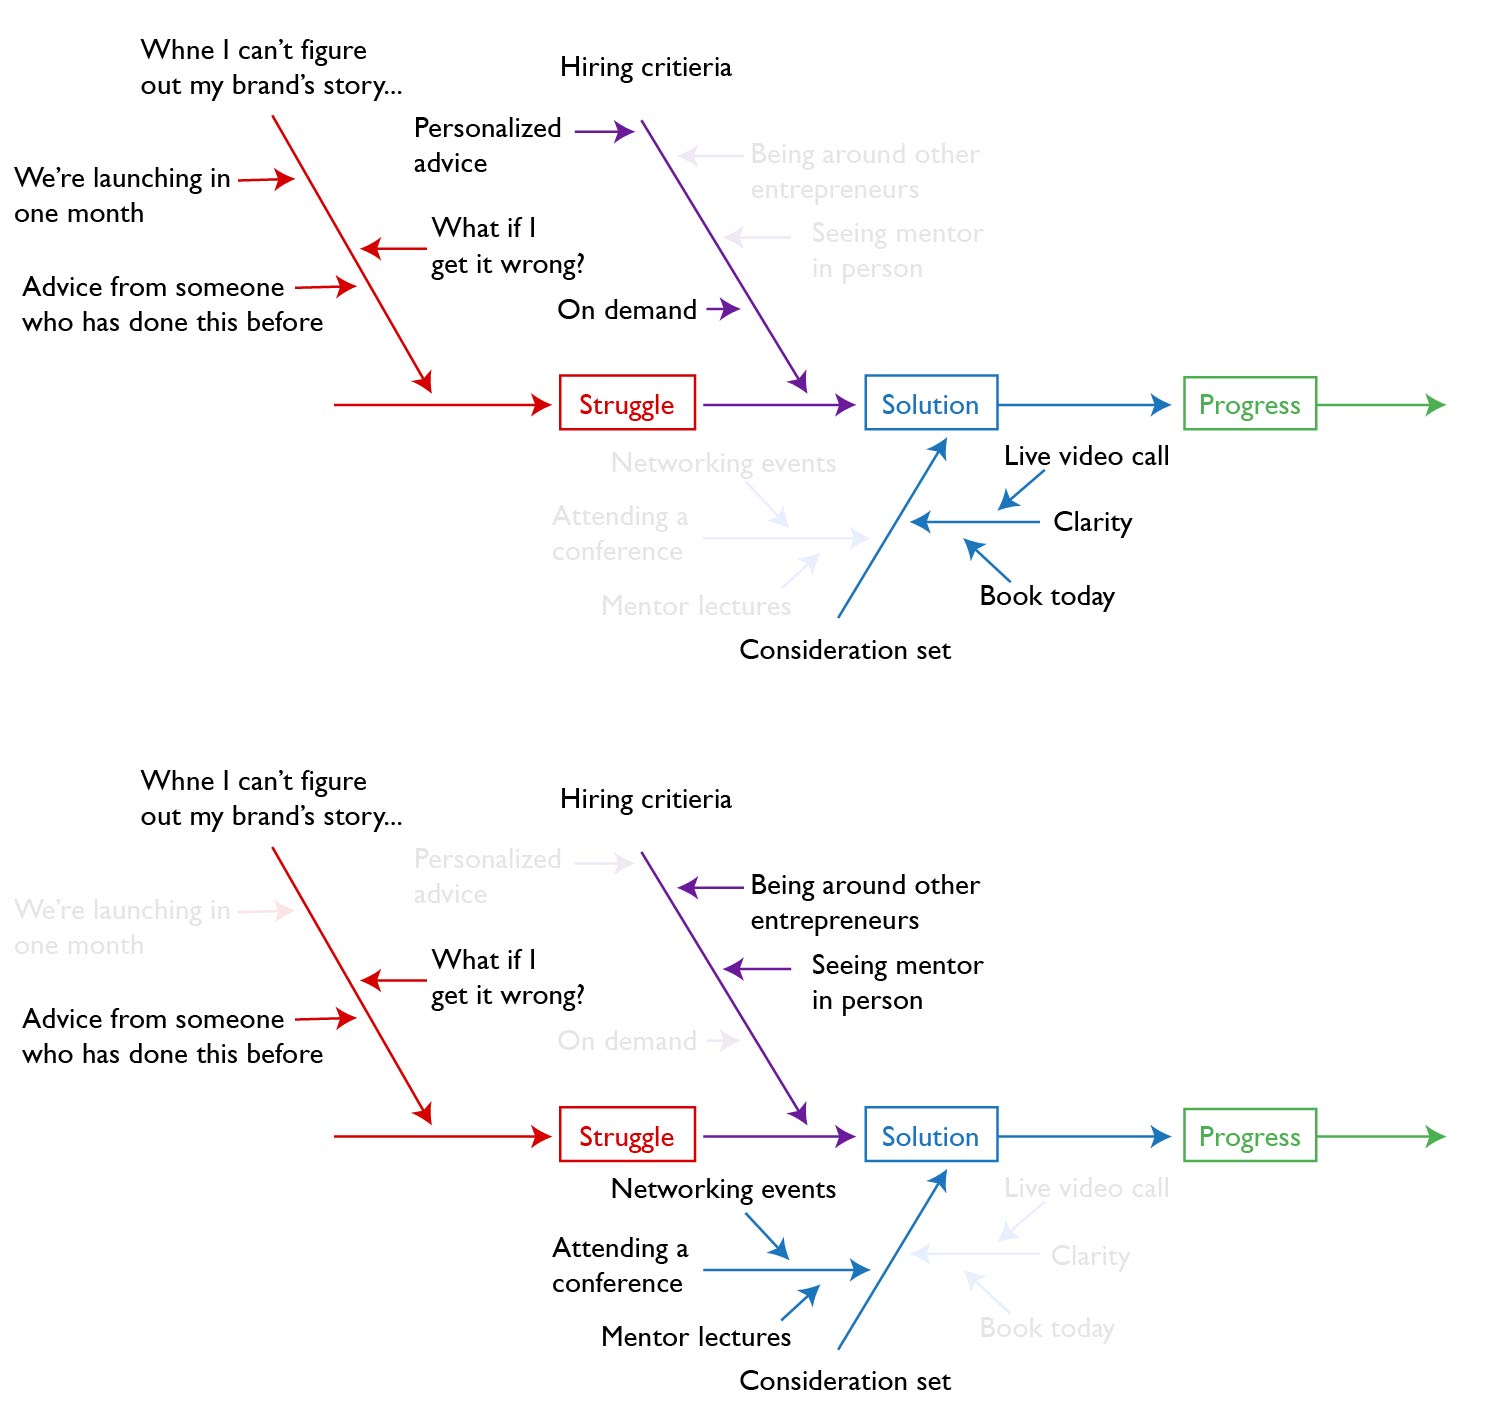 Whne I can't figure
out my brand's story...
Hiring critieria
Personalized
advice
Being around other
entrepreneurs
We're launching in
one month
What if I
get it wrong?
Seeing mentor
in person
Advice from someone
who has done this before
On demand
Struggle
Solution
Progress
Networking events
Live video call
Attending a
conference
Clarity
Mentor lectures
Book today
Consideration set
Whne I can't figure
out my brand's story...
Hiring critieria
Personalized
advice
Being around other
entrepreneurs
We're launching in
one month
What if I
get it wrong?
Seeing mentor
in person
Advice from someone
who has done this before
On demand
Struggle
Solution
Progress
Networking events
Live video call
Attending a
conference
Clarity
Mentor lectures
Book today
Consideration set